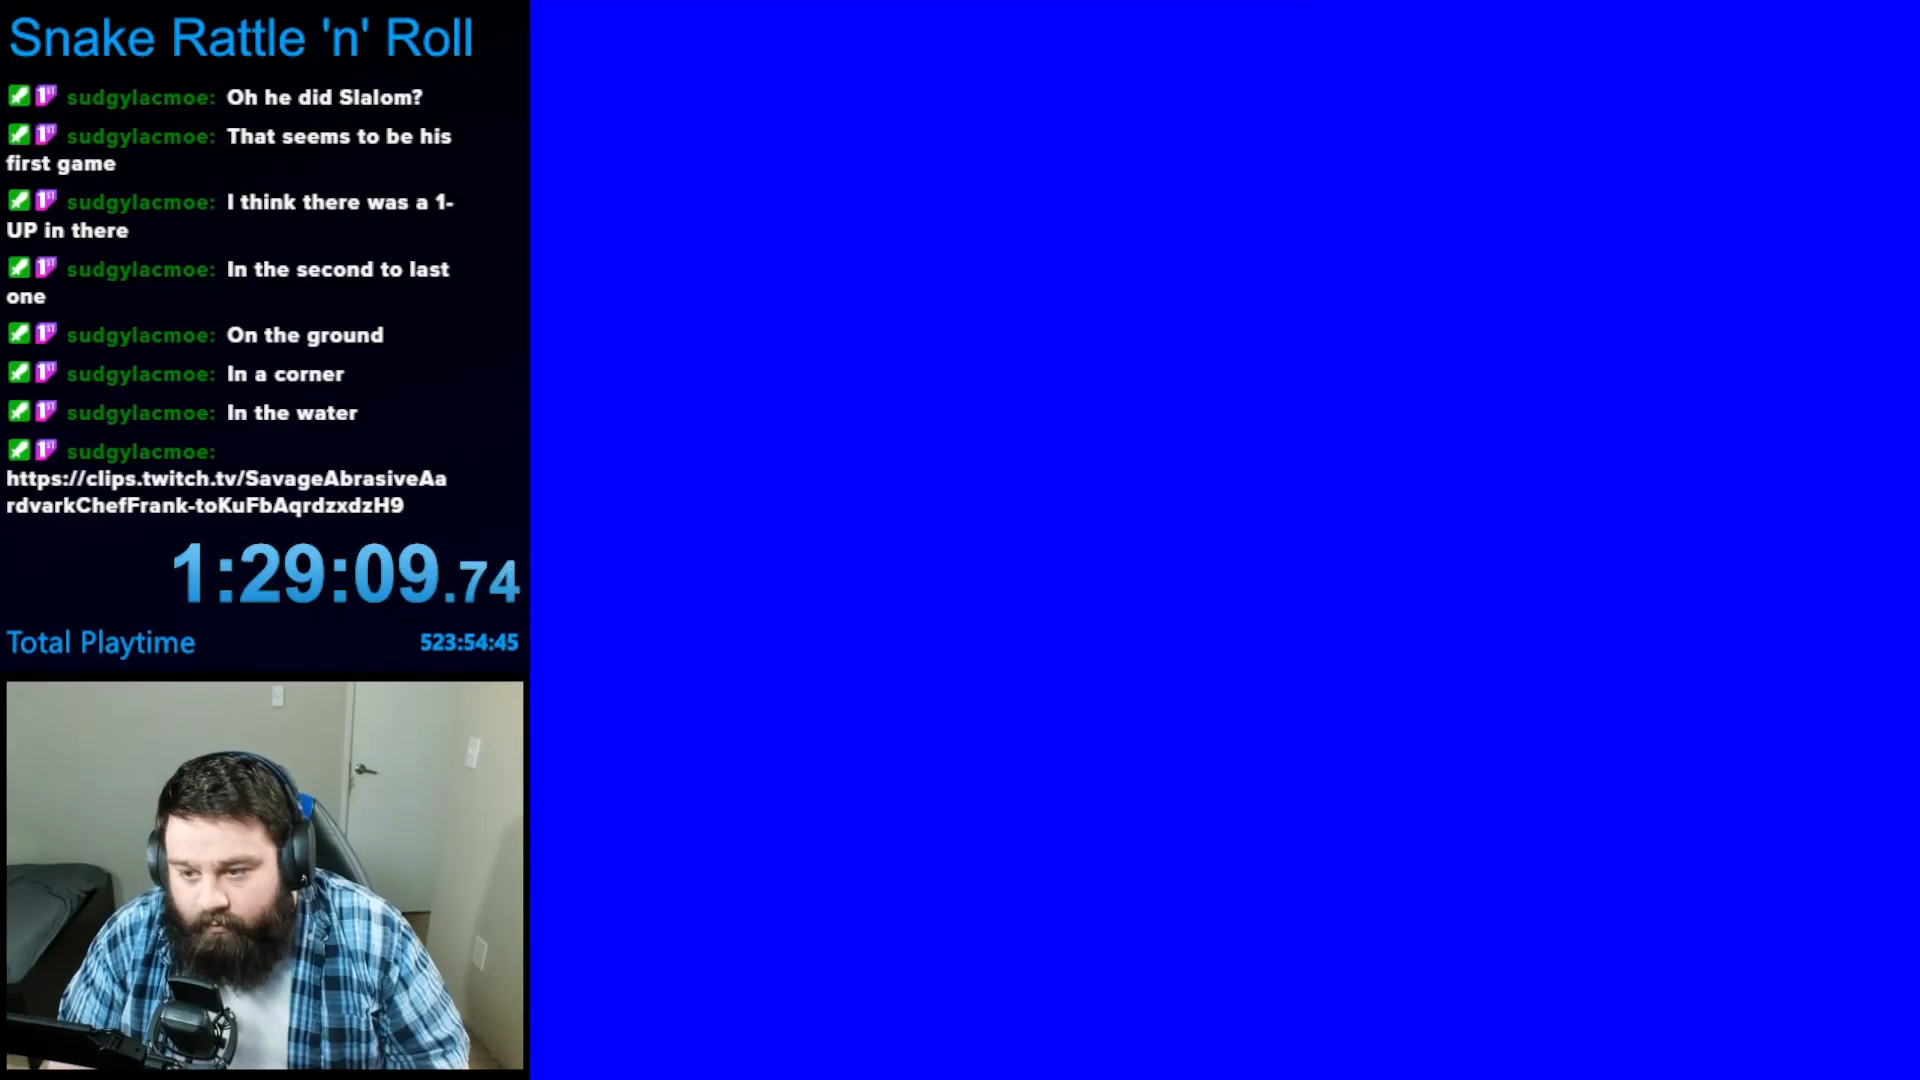 Snake Rattle 'n' Roll
sudgylacmoe: Oh he did Slalom?
sudgylacmoe: That seems to be his
first game
sudgylacmoe: I think there was a 1-
UP in there
sudgylacmoe: In the second to last
one
sudgylacmoe: On the ground
sudgylacmoe: In a corner
sudgylacmoe: In the water
sudgylacmoe:
https://clips.twitch.tv/SavageAbrasiveAa
rdvarkChefFrank-toKuFbAqrdzxdzH9
1:29:09.74
Total Playtime 523:54:45